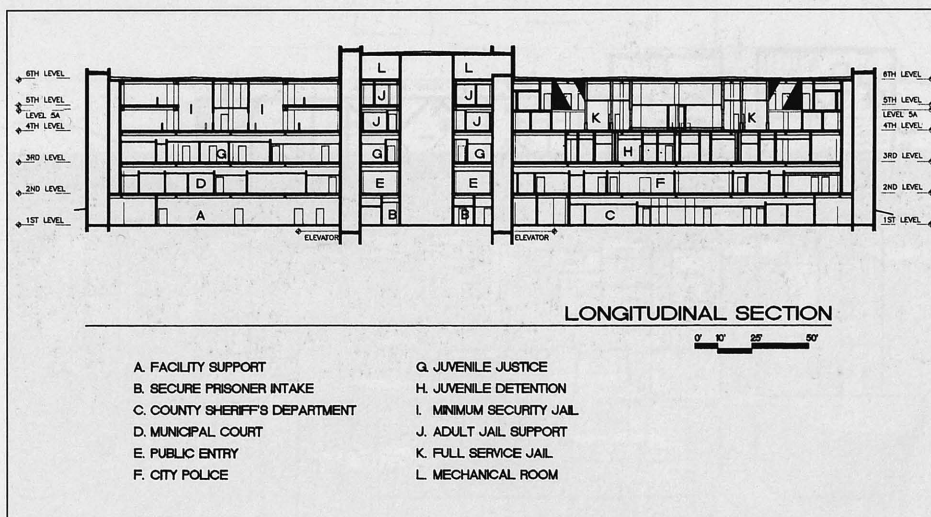 6TH LEVEL
5TH LEVEL
LEVEL 5A
4TH LEVEL
3RD LEVEL
2ND LEVEL
1ST LEVEL
L
L
I
I
J
J
K
K
J
J
G
G
G
H
D
E
E
F
A
B
B
C
ELEVATOR
ELEVATOR
6TH LEVEL
5TH LEVEL
LEVEL 5A
4TH LEVEL
3RD LEVEL
2ND LEVEL
1ST LEVEL
LONGITUDINAL SECTION
0' 10' 25' 50'
A. FACILITY SUPPORT
B. SECURE PRISONER INTAKE
C. COUNTY SHERIFF'S DEPARTMENT
D. MUNICIPAL COURT
E. PUBLIC ENTRY
F. CITY POLICE
G. JUVENILE JUSTICE
H. JUVENILE DETENTION
I. MINIMUM SECURITY JAIL
J. ADULT JAIL SUPPORT
K. FULL SERVICE JAIL
L. MECHANICAL ROOM